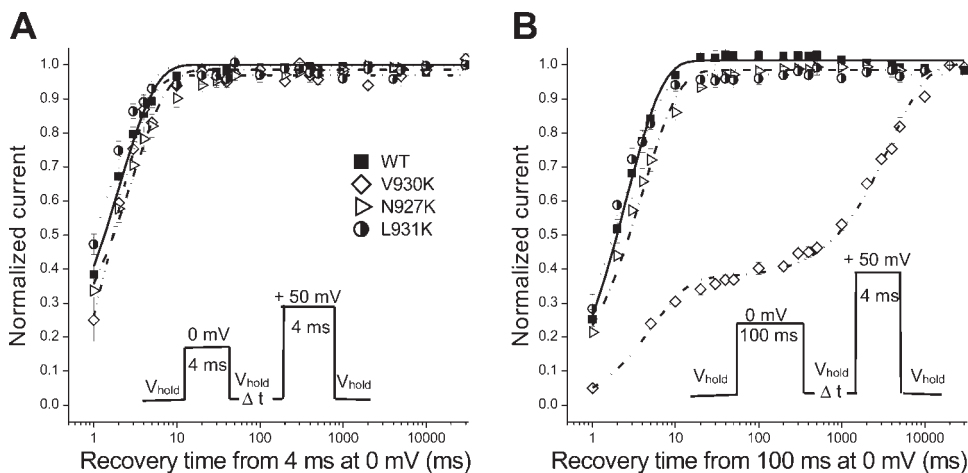 A
Normalized current
1.0
0.9
0.8
0.7
0.6
0.5
0.4
0.3
0.2
0.1
0.0
WT
V930K
N927K
L931K
+ 50 mV
0 mV
4 ms
4 ms
Vhold
Vhold
Vhold
Δ t
1 10 100 1000 10000
Recovery time from 4 ms at 0 mV (ms)
B
Normalized current
1.0
0.9
0.8
0.7
0.6
0.5
0.4
0.3
0.2
0.1
0.0
+ 50 mV
0 mV
4 ms
100 ms
Vhold
Vhold
Vhold
Δ t
1 10 100 1000 10000
Recovery time from 100 ms at 0 mV (ms)